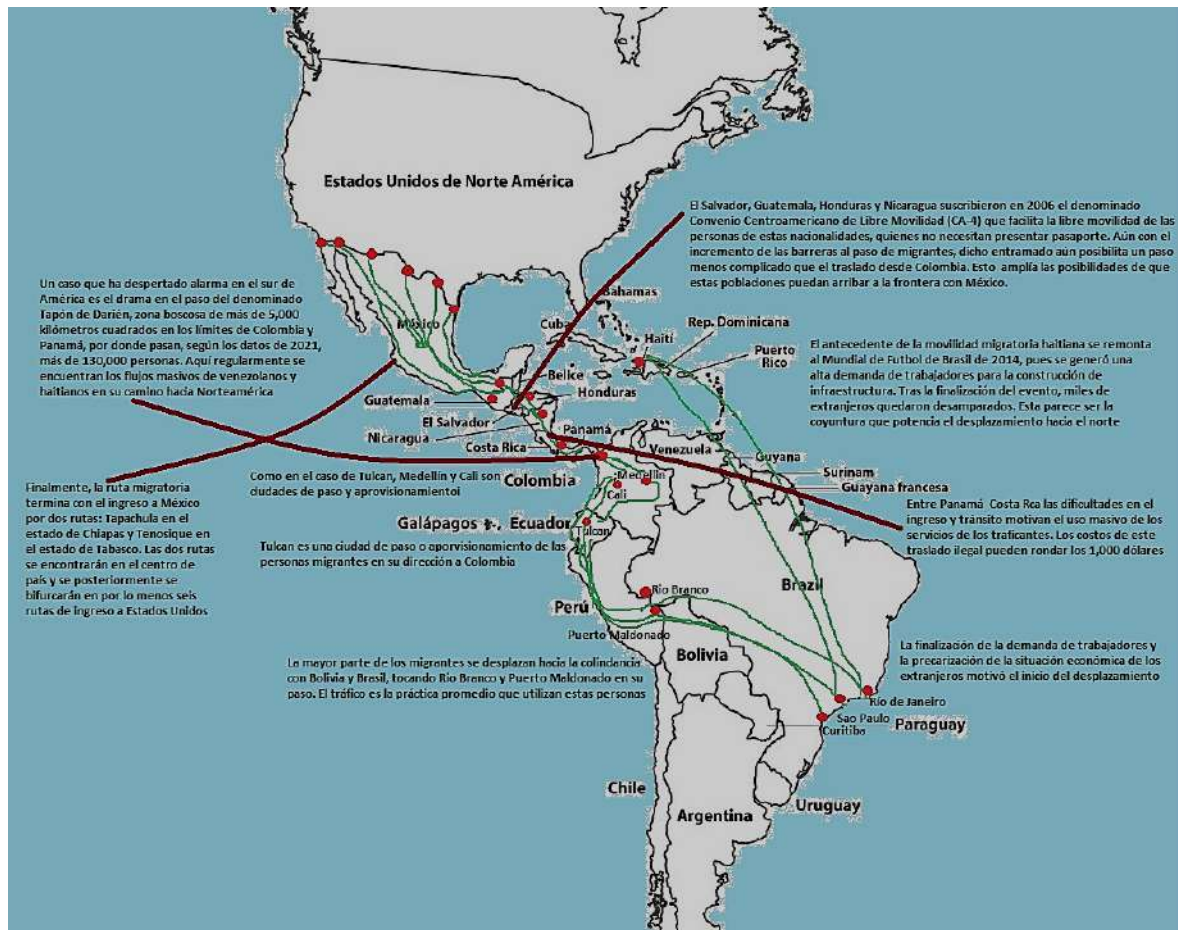 Estados Unidos de Norte América
El Salvador, Guatemala, Honduras y Nicaragua suscribieron en 2006 el denominado
Convenio Centroamericano de Libre Movilidad (CA-4) que facilita la libre movilidad de las
personas de estas nacionalidades, quienes no necesitan presentar pasaporte. Aún con el
incremento de las barreras al paso de migrantes, dicho entramado aún posibilita un paso
menos complicado que el traslado desde Colombia. Esto amplía las posibilidades de que
estas poblaciones puedan arribar a la frontera con México.
Un caso que ha despertado alarma en el sur de
América es el drama en el paso del denominado
Tapón de Darién, zona boscosa de más de 5,000
kilómetros cuadrados en los límites de Colombia y
Panamá, por donde pasan, según los datos de 2021,
más de 130,000 personas. Aquí regularmente se
encuentran los flujos masivos de venezolanos y
haitianos en su camino hacia Norteamérica
Bahamas
México
Cuba
Haití
Rep. Dominicana
Puerto
Rico
El antecedente de la movilidad migratoria haitiana se remonta
al Mundial de Futbol de Brasil de 2014, pues se generó una
alta demanda de trabajadores para la construcción de
infraestructura. Tras la finalización del evento, miles de
extranjeros quedaron desamparados. Esta parece ser la
coyuntura que potencia el desplazamiento hacia el norte
Belice
Guatemala
Honduras
El Salvador
Nicaragua
Costa Rica
Panamá
Venezuela
Guyana
Surinam
Guayana francesa
Finalmente, la ruta migratoria
termina con el ingreso a México
por dos rutas: Tapachula en el
estado de Chiapas y Tenosique en
el estado de Tabasco. Las dos rutas
se encontrarán en el centro de
país y se posteriormente se
bifurcarán en por lo menos seis
rutas de ingreso a Estados Unidos
Como en el caso de Tulcan, Medellín y Cali son
ciudades de paso y aprovisionamientoi
Colombia
Medellín
Cali
Entre Panamá Costa Rca las dificultades en el
ingreso y tránsito motivan el uso masivo de los
servicios de los traficantes. Los costos de este
traslado ilegal pueden rondar los 1,000 dólares
Galápagos
Ecuador
Tulcan
Tulkan es una ciudad de paso o aporvisionamiento de las
personas migrantes en su dirección a Colombia
Brazil
Rio Branco
Perú
Puerto Maldonado
Bolivia
La mayor parte de los migrantes se desplazan hacia la colindancia
con Bolivia y Brasil, tocando Rio Branco y Puerto Maldonado en su
paso. El tráfico es la práctica promedio que utilizan estas personas
La finalización de la demanda de trabajadores y
la precarización de la situación económica de los
extranjeros motivó el inicio del desplazamiento
Río de Janeiro
Sao Paulo
Curitiba
Paraguay
Chile
Uruguay
Argentina